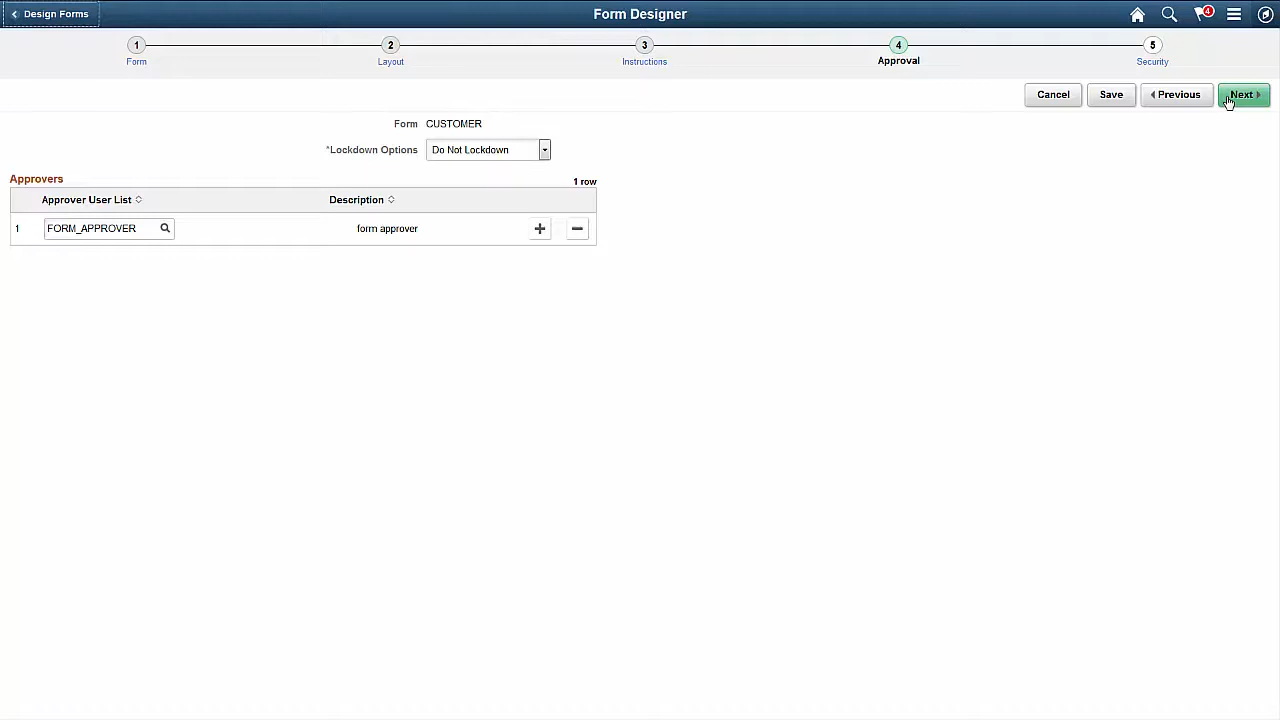 Design Forms
Form Designer
4
1 2 3 4 5
Form Layout Instructions Approval Security
Cancel Save Previous Next
Form CUSTOMER
*Lockdown Options Do Not Lockdown
Approvers 1 row
Approver User List Description
1 FORM_APPROVER form approver